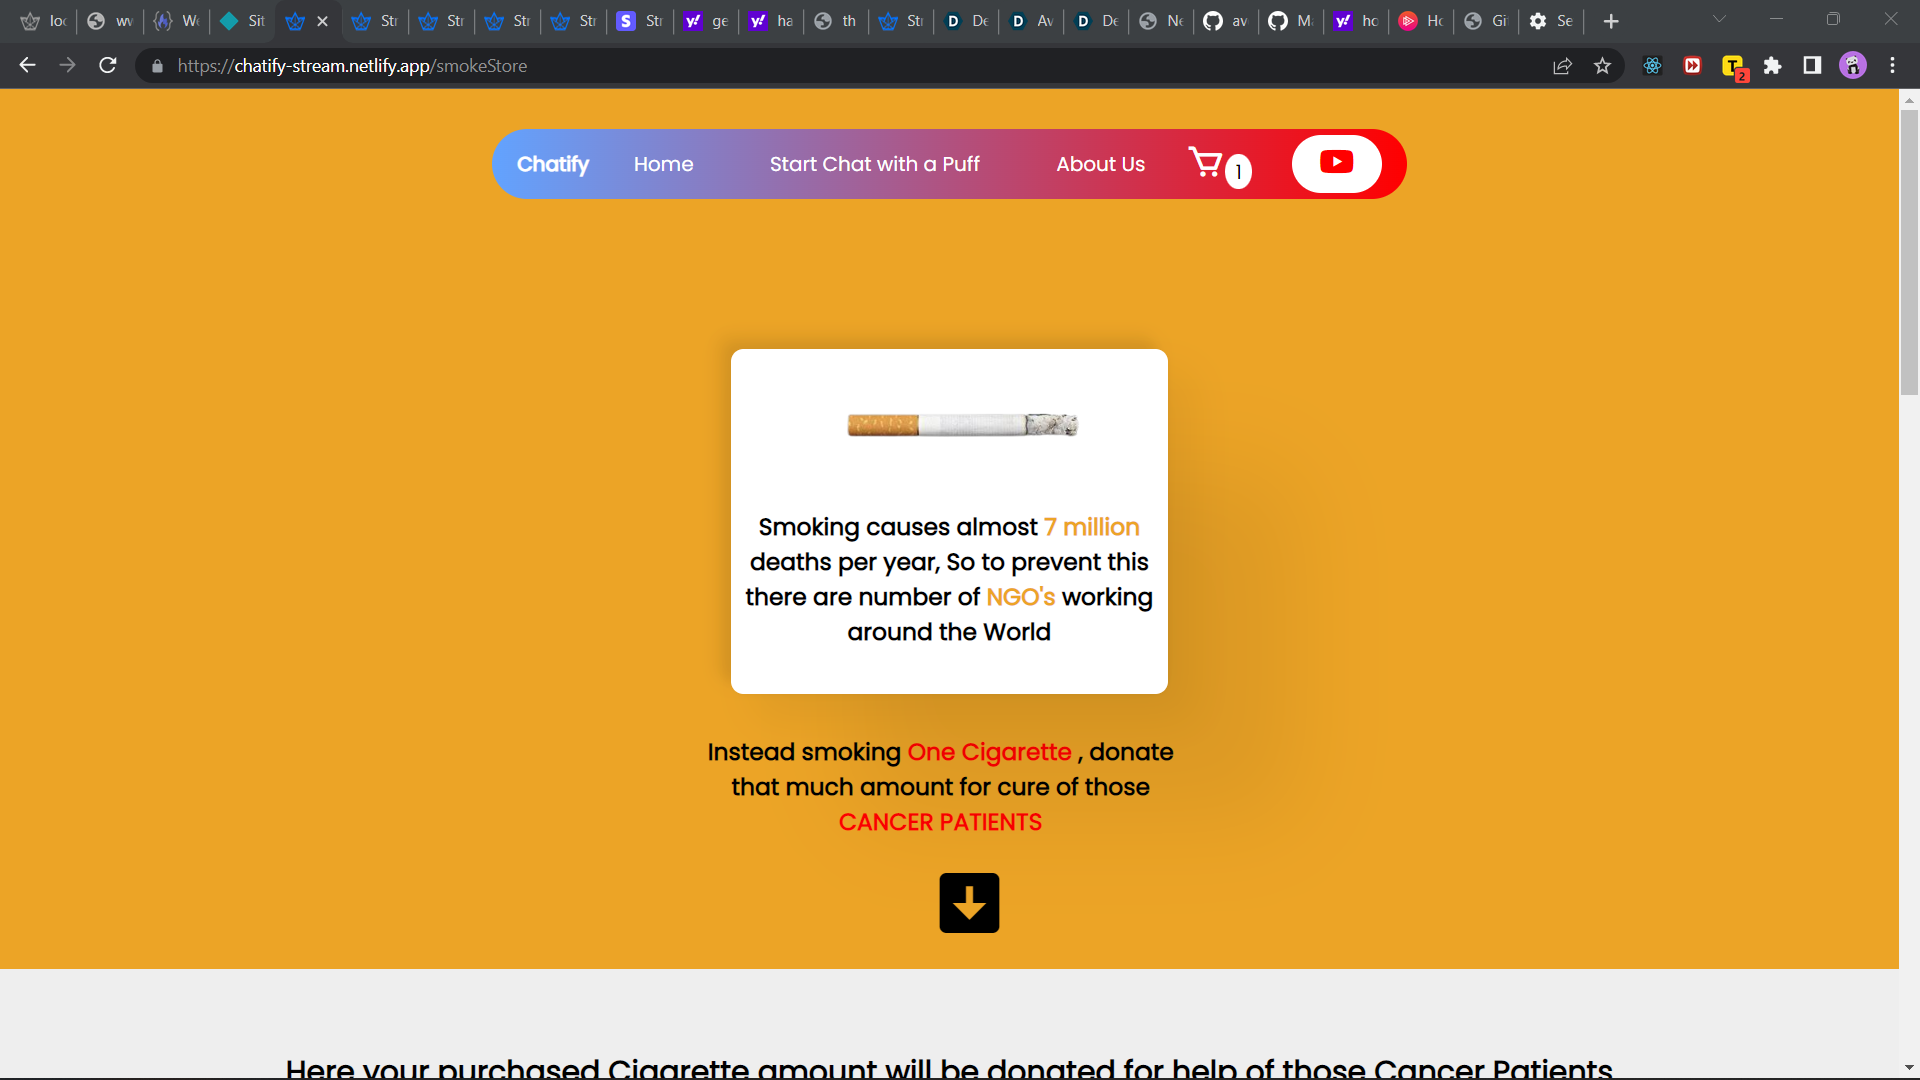 loc
wv
We
Sit
Str
Str
Str
Str
Str
ge
ha
th
Str
De
Av
De
Ne
av
M
ho
Ho
Gi
Se
https://chatify-stream.netlify.app/smokeStore
2
Chatify Home Start Chat with a Puff About Us 1
Smoking causes almost 7 million
deaths per year, So to prevent this
there are number of NGO's working
around the World
Instead smoking One Cigarette , donate
that much amount for cure of those
CANCER PATIENTS
Here your purchased Cigarette amount will be donated for help of those Cancer Patients